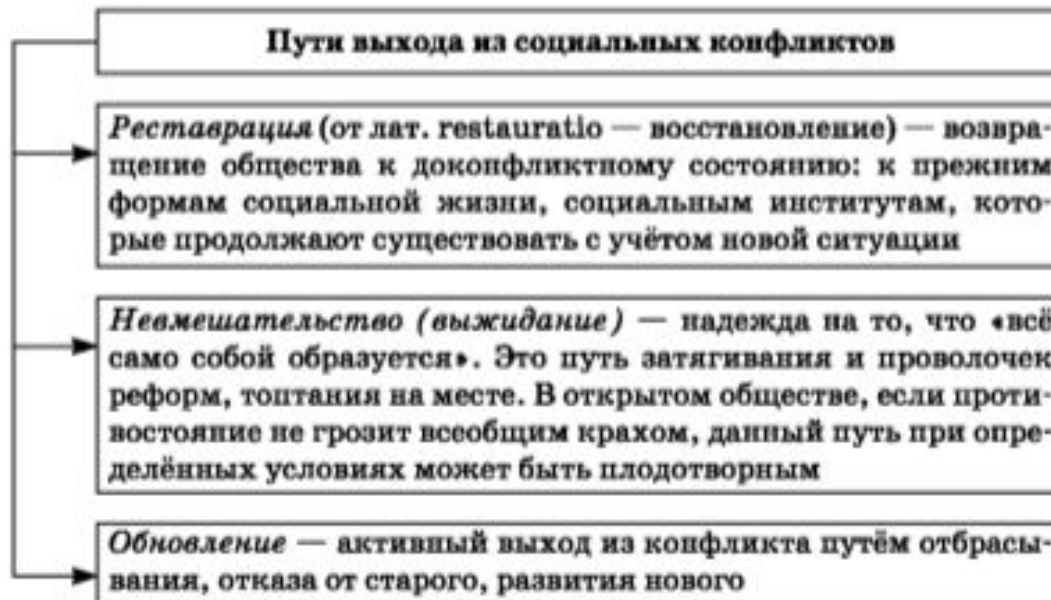 Пути выхода из социальных конфликтов
Реставрация (от лат. restauratio — восстановление) — возвра-
щение общества к доконфликтному состоянию: к прежним
формам социальной жизни, социальным институтам, кото-
рые продолжают существовать с учётом новой ситуации
Невмешательство (выжидание) — надежда на то, что «всё
само собой образуется». Это путь затягивания и проволочек
реформ, топтания на месте. В открытом обществе, если проти-
востояние не грозит всеобщим крахом, данный путь при опре-
делённых условиях может быть плодотворным
Обновление — активный выход из конфликта путём отбрасы-
вания, отказа от старого, развития нового